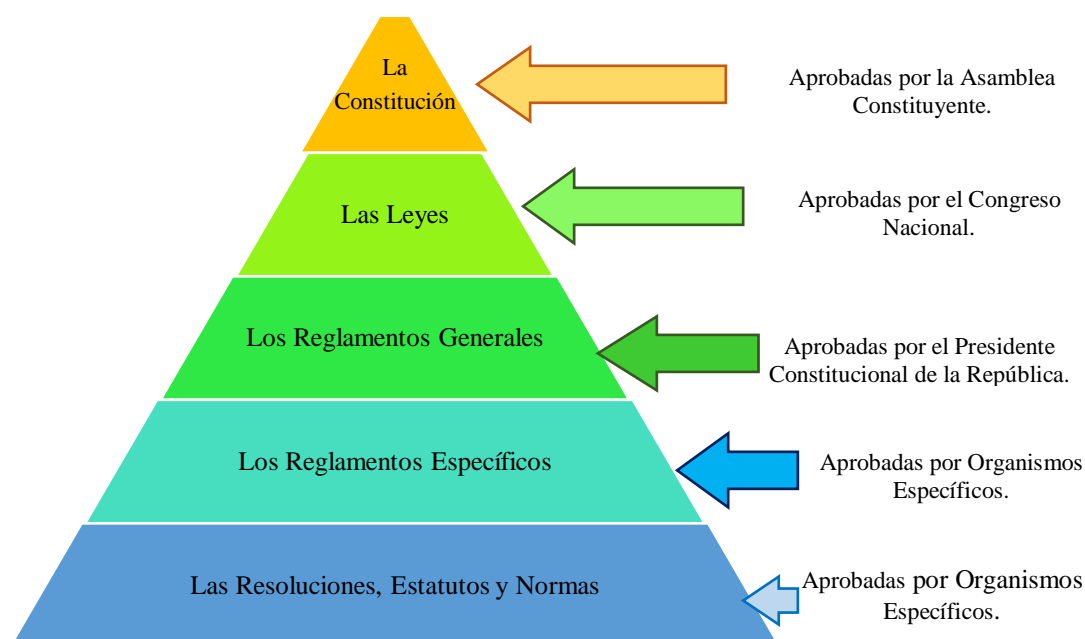 La
Constitución
Aprobadas por la Asamblea
Constituyente.
Las Leyes
Aprobadas por el Congreso
Nacional.
Los Reglamentos Generales
Aprobadas por el Presidente
Constitucional de la República.
Los Reglamentos Específicos
Aprobadas por Organismos
Específicos.
Las Resoluciones, Estatutos y Normas
Aprobadas por Organismos
Específicos.